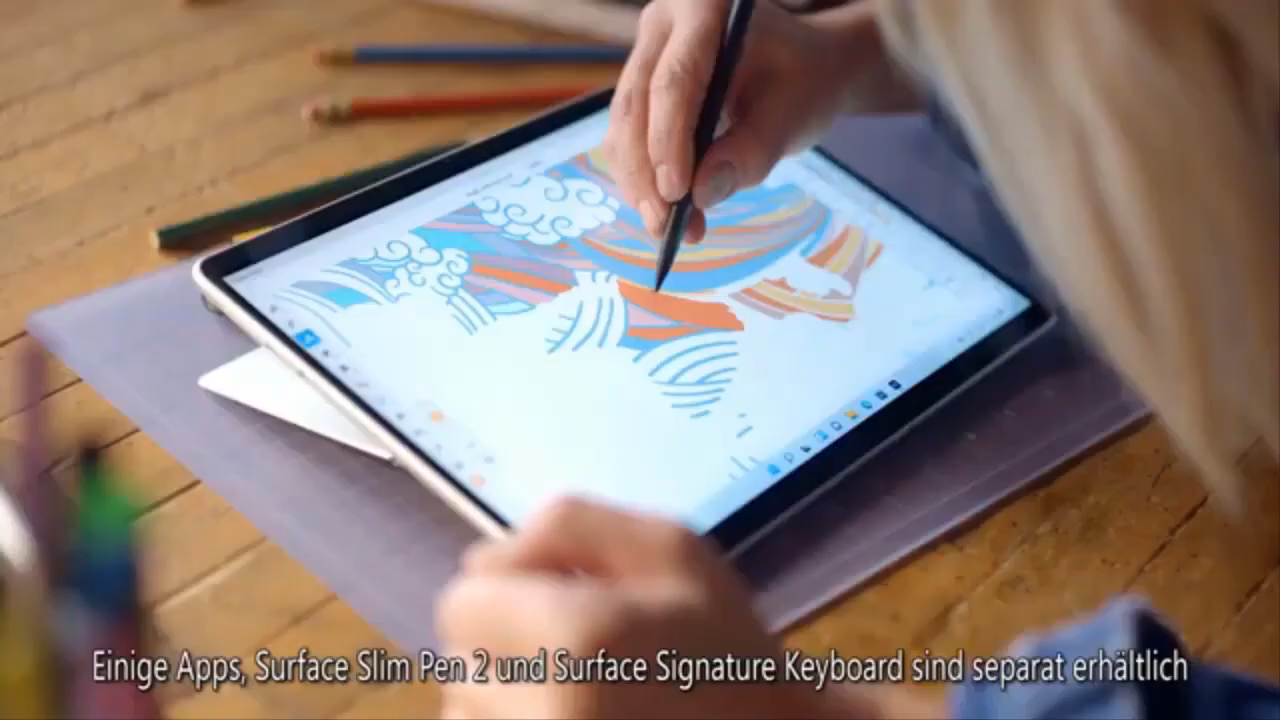 Einige Apps, Surface Slim Pen 2 und Surface Signature Keyboard sind separat erhältlich